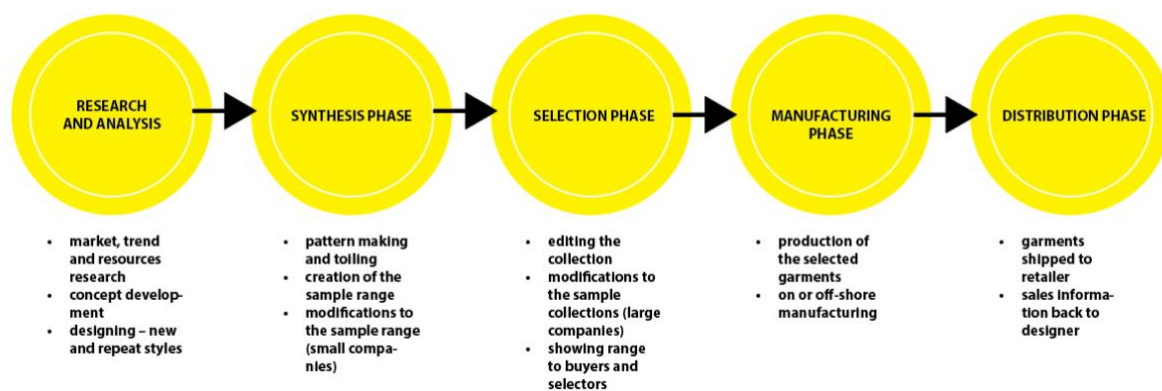 RESEARCH
AND ANALYSIS
SYNTHESIS PHASE
SELECTION PHASE
MANUFACTURING
PHASE
DISTRIBUTION PHASE
• market, trend
and resources
research
• concept develop-
ment
• designing – new
and repeat styles
• pattern making
and toiling
• creation of the
sample range
• modifications to
the sample range
(small compa-
nies)
• editing the
collection
• modifications to
the sample
collections (large
companies)
• showing range
to buyers and
selectors
• production of
the selected
garments
• on or off-shore
manufacturing
• garments
shipped to
retailer
• sales informa-
tion back to
designer